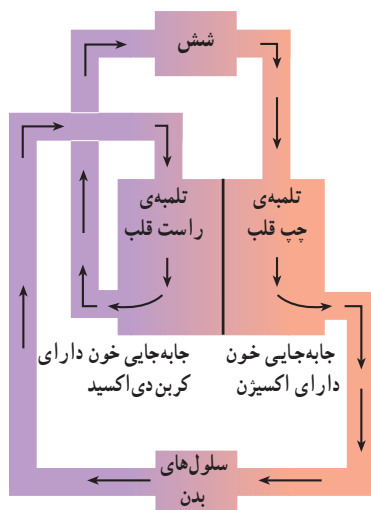 شش
تلمبه‌ی
چپ قلب
تلمبه‌ی
راست قلب
جابه‌جایی خون
دارای اکسیژن
جابه‌جایی خون دارای
کربن‌دی‌اکسید
سلول‌های
بدن